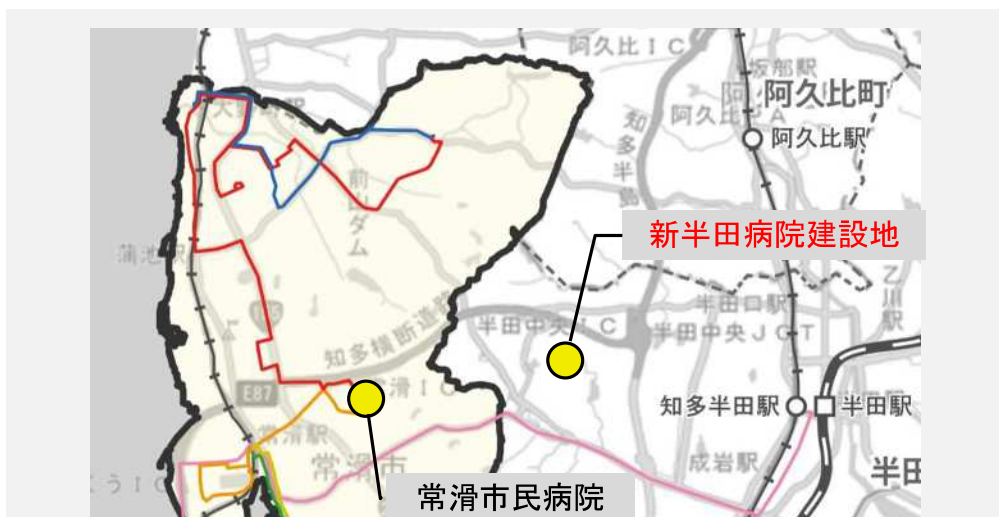 阿久比IC
坂部駅
阿久比町
大野町駅
阿久比PA
阿久比駅
知多半島
前山ダム
新半田病院建設地
蒲池駅
乙川駅
半田口駅
半田中央IC
半田中央JCT
知多横断道路
常滑IC
E87
知多半田駅
半田駅
常滑駅
成岩駅
常滑市
半田
常滑市民病院